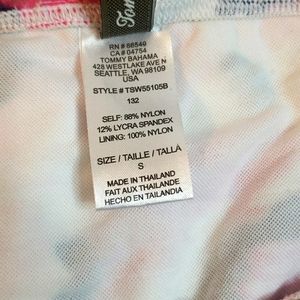 RN # 86549
CA # 04754
TOMMY BAHAMA
428 WESTLAKE AVE N
SEATTLE, WA 98109
USA
STYLE # TSW55105B
132
SELF: 88% NYLON
12% LYCRA SPANDEX
LINING: 100% NYLON
SIZE / TAILLE / TALLA
S
MADE IN THAILAND
FAIT AUX THAILANDE
HECHO EN TAILANDIA